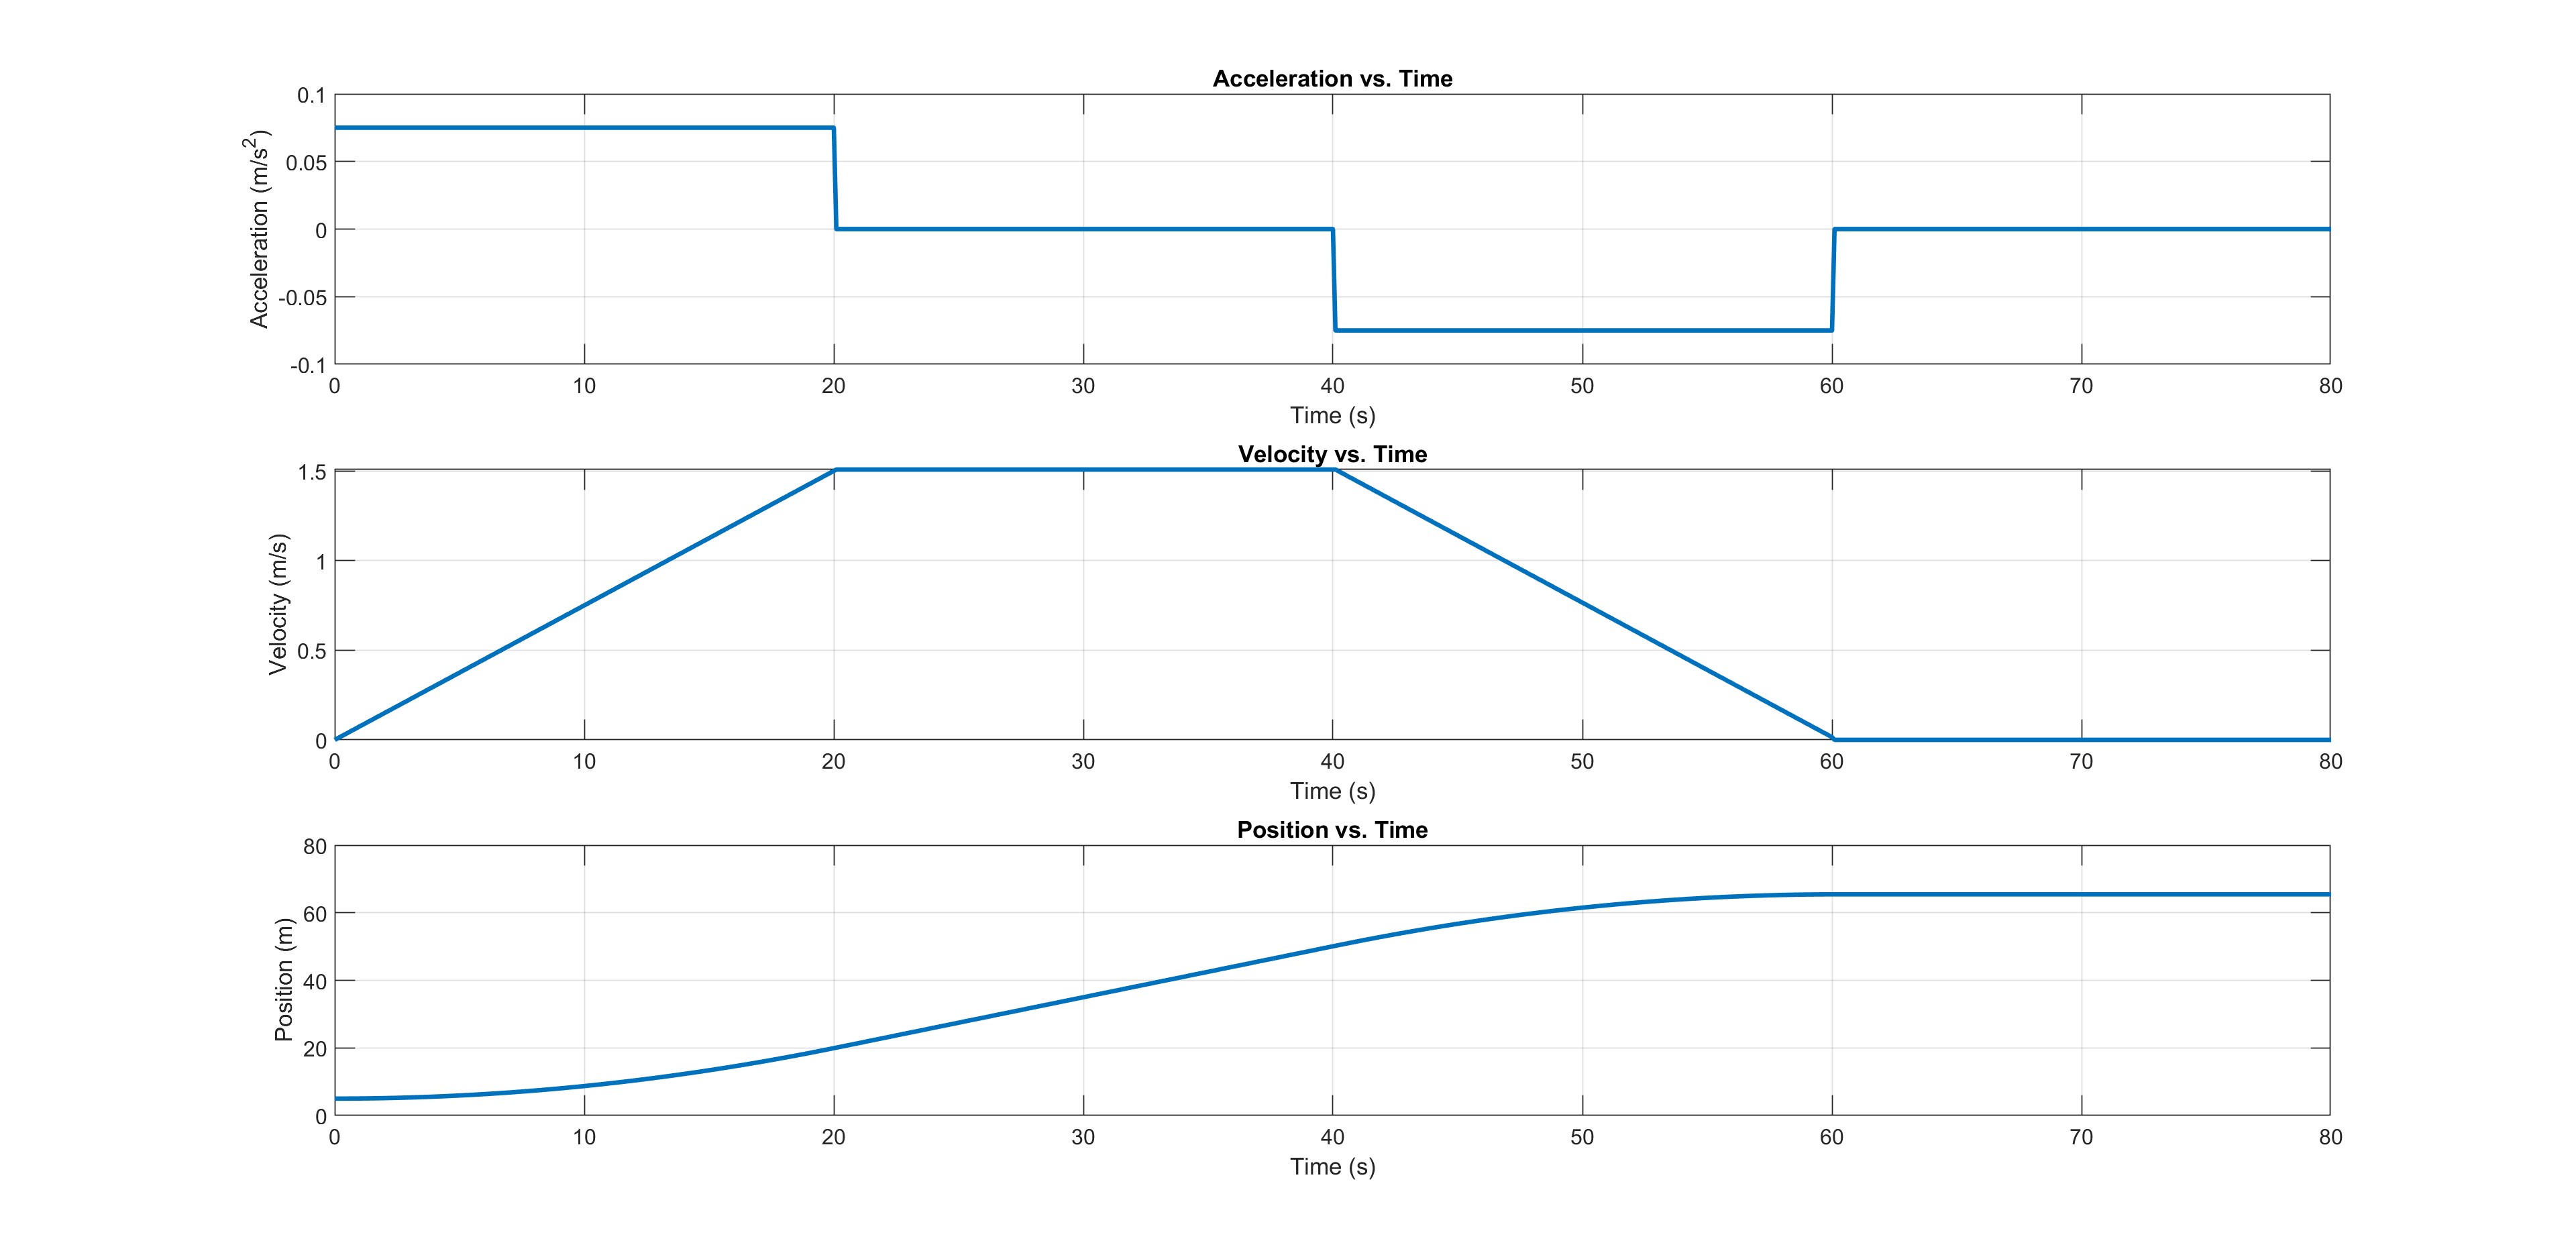 Acceleration vs. Time
Acceleration (m/s²)
0.1
0.05
0
-0.05
-0.1
0 10 20 30 40 50 60 70 80
Time (s)
Velocity vs. Time
Velocity (m/s)
1.5
1
0.5
0
0 10 20 30 40 50 60 70 80
Time (s)
Position vs. Time
Position (m)
80
60
40
20
0
0 10 20 30 40 50 60 70 80
Time (s)